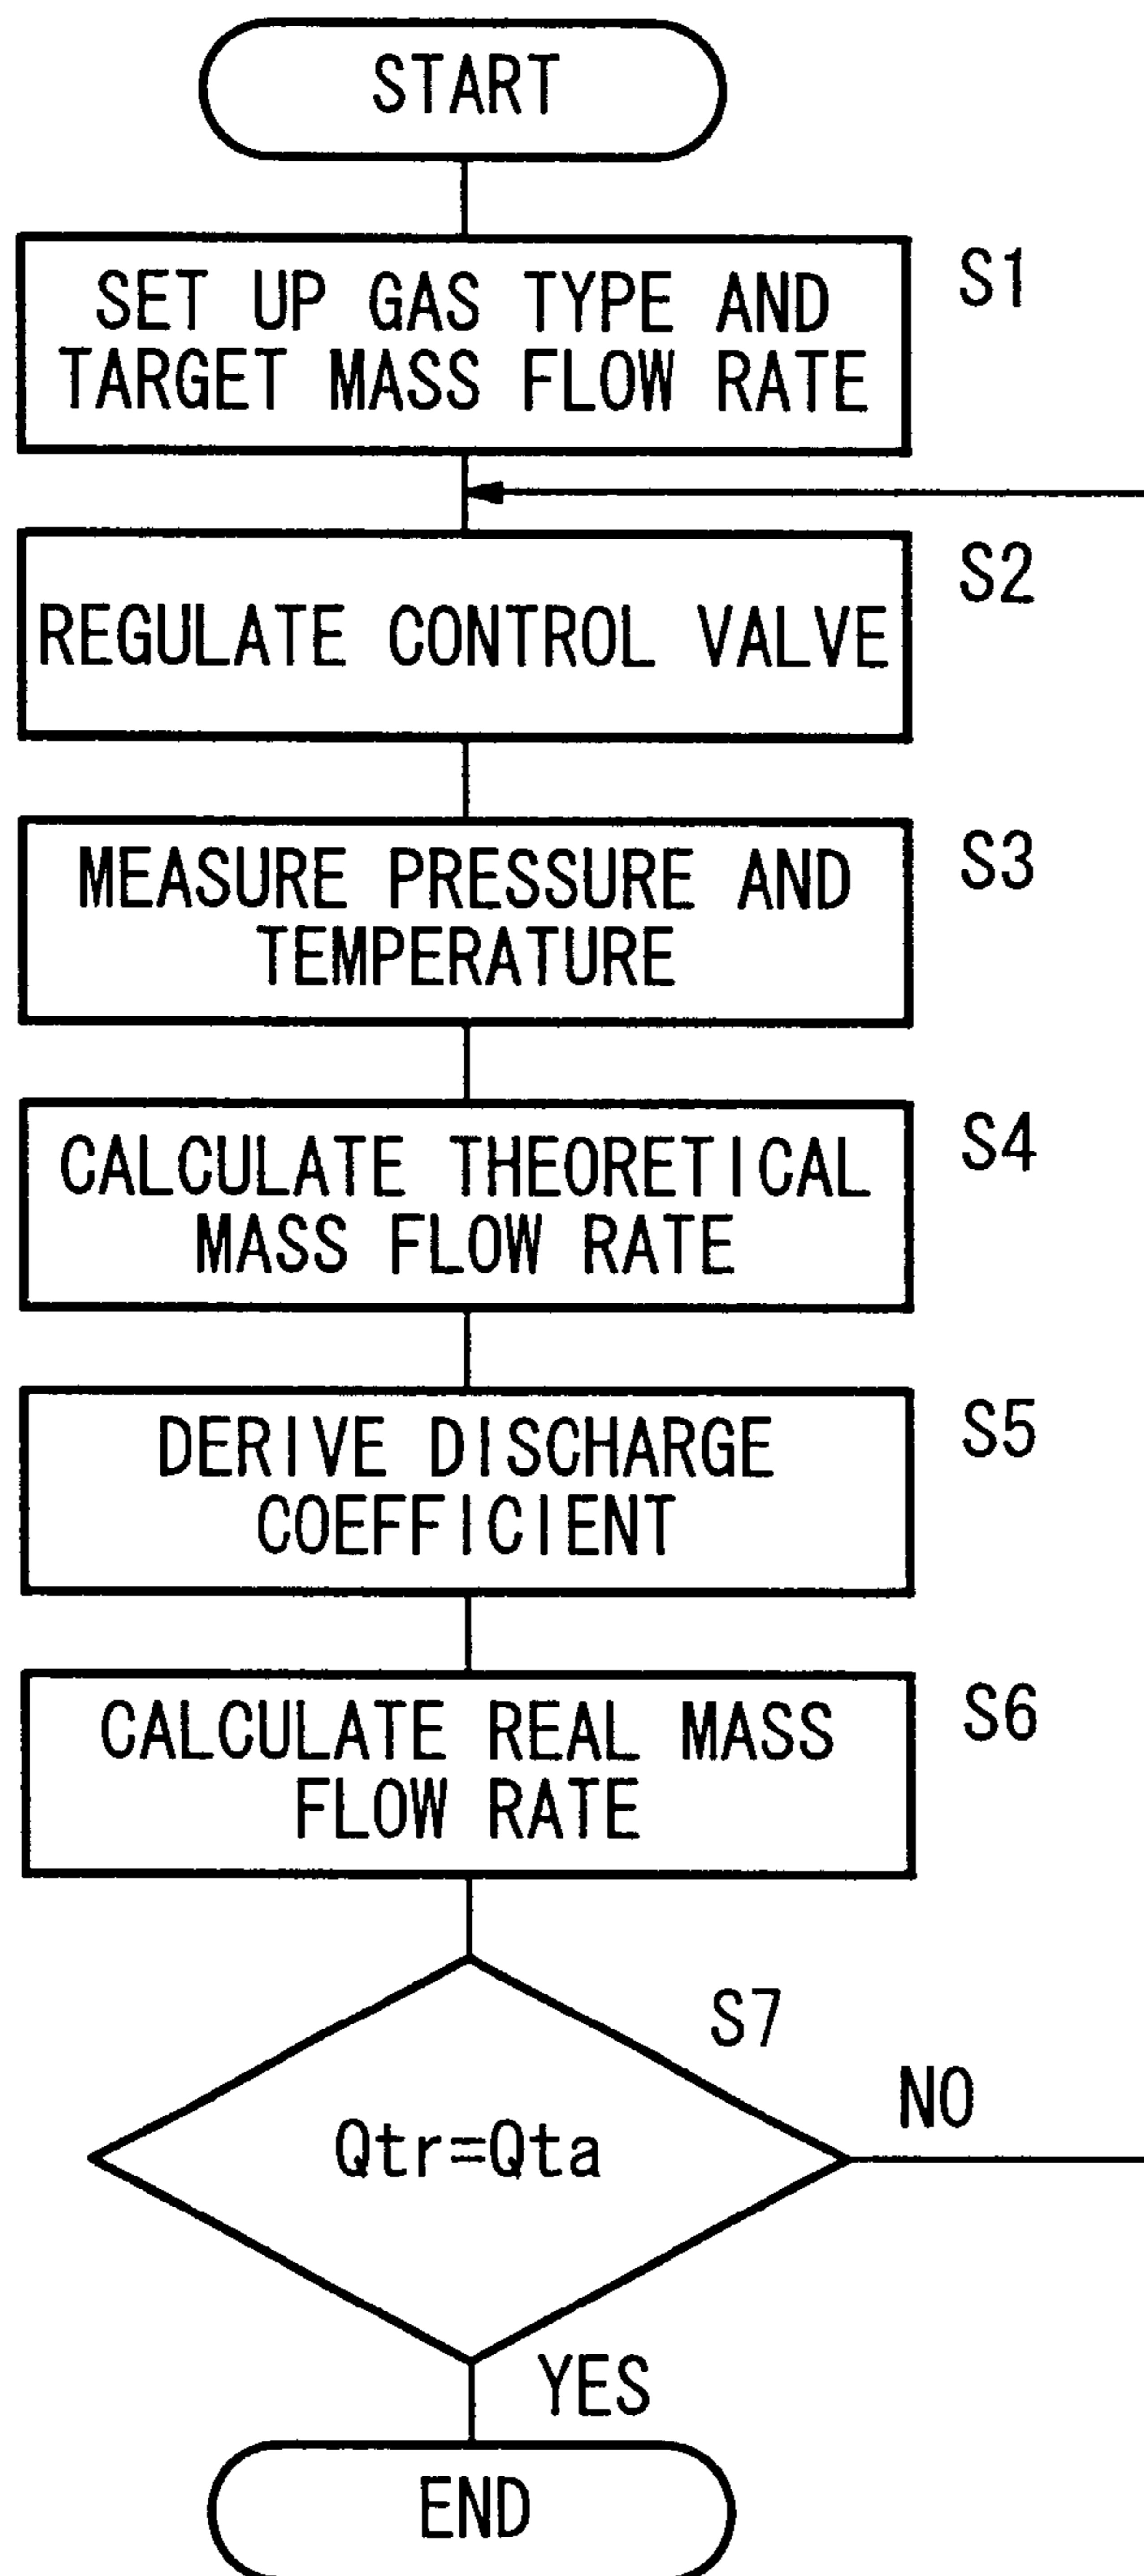 START
SET UP GAS TYPE AND
TARGET MASS FLOW RATE
S1
REGULATE CONTROL VALVE
S2
MEASURE PRESSURE AND
TEMPERATURE
S3
CALCULATE THEORETICAL
MASS FLOW RATE
S4
DERIVE DISCHARGE
COEFFICIENT
S5
CALCULATE REAL MASS
FLOW RATE
S6
S7
Qtr=Qta
NO
YES
END